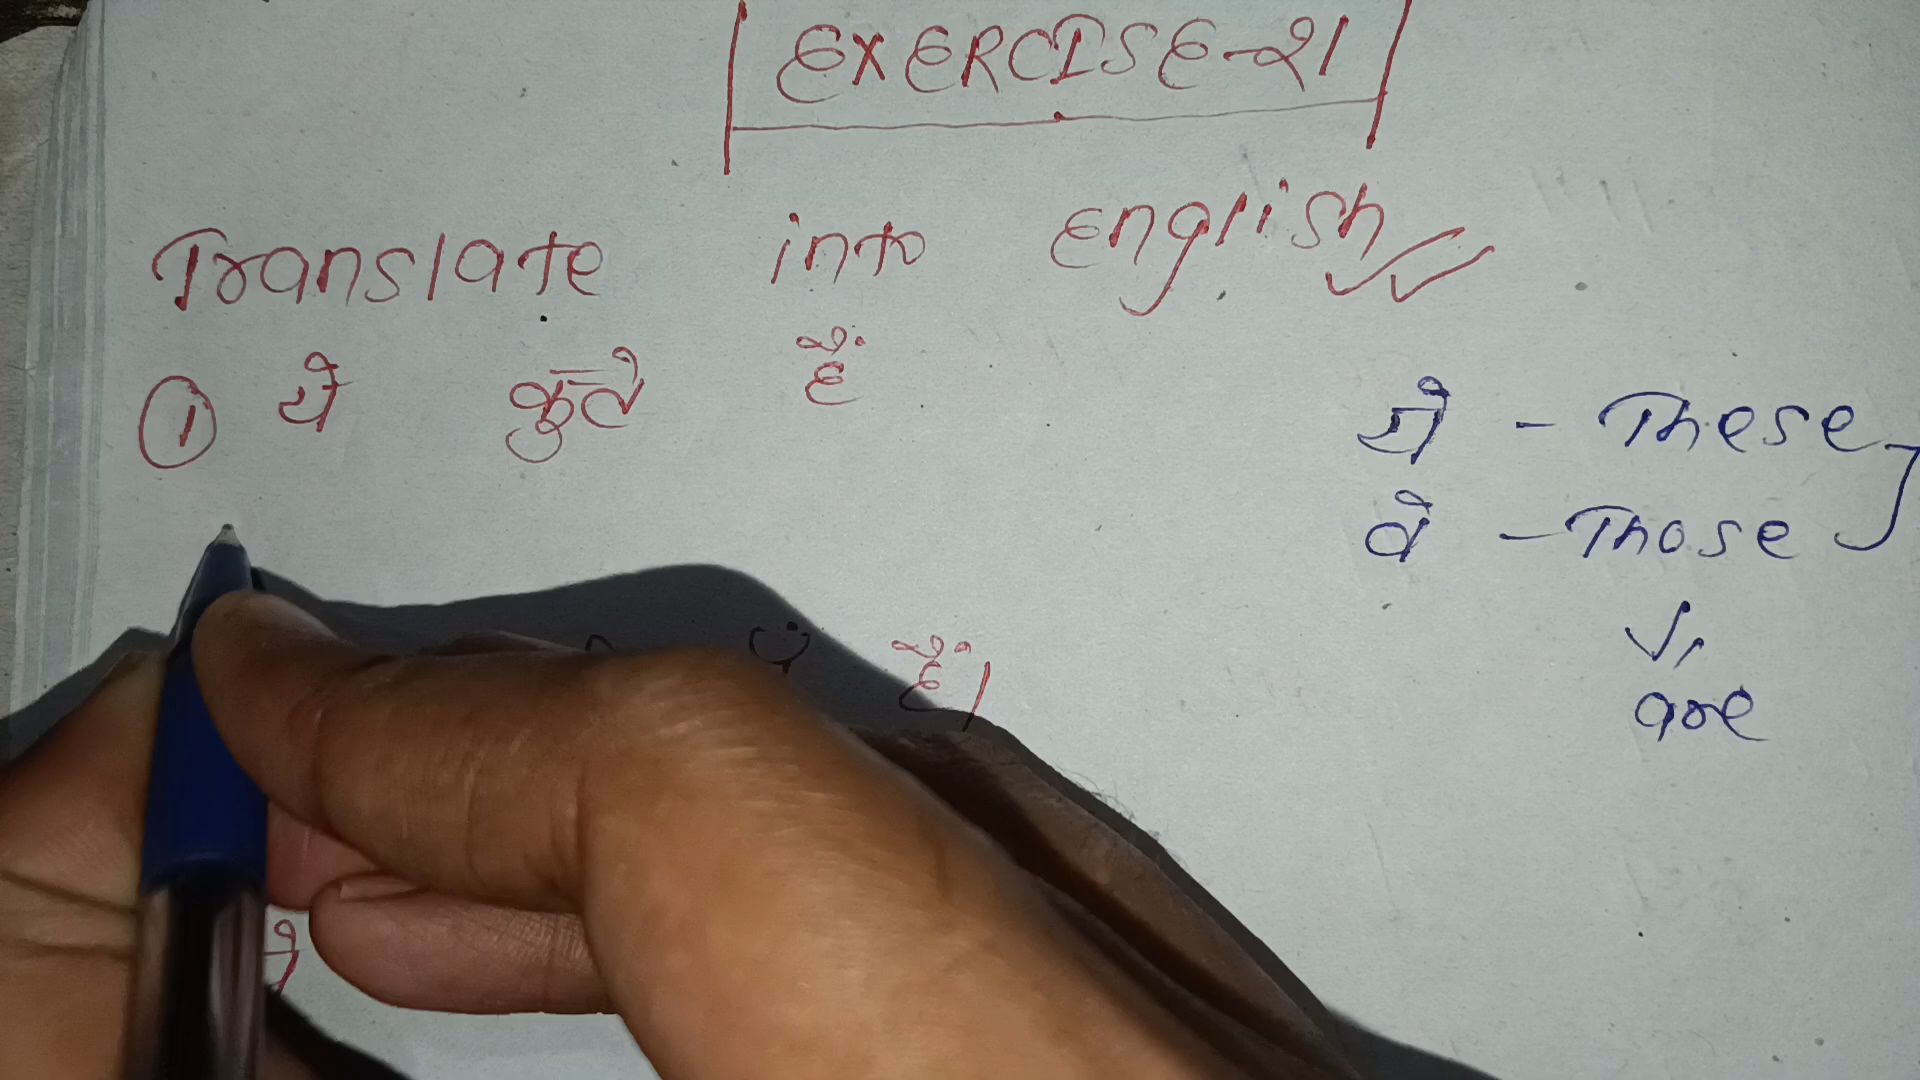 EXERCISE-21
Translate into English
① ये कुत्ते हैं
ये - These
वे - Those
are
हैं।